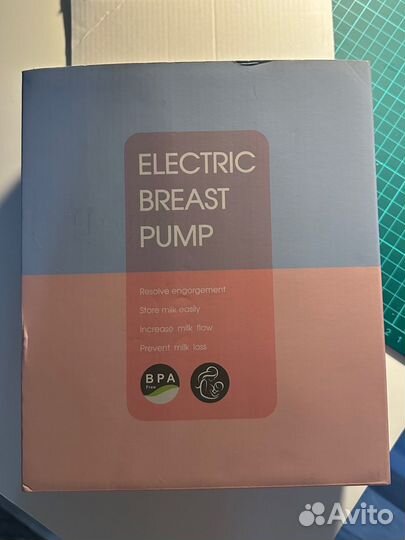 ELECTRIC
BREAST
PUMP
Resolve engorgement
Store milk easily
Increase milk flow
Prevent milk loss
BPA
Free
Avito